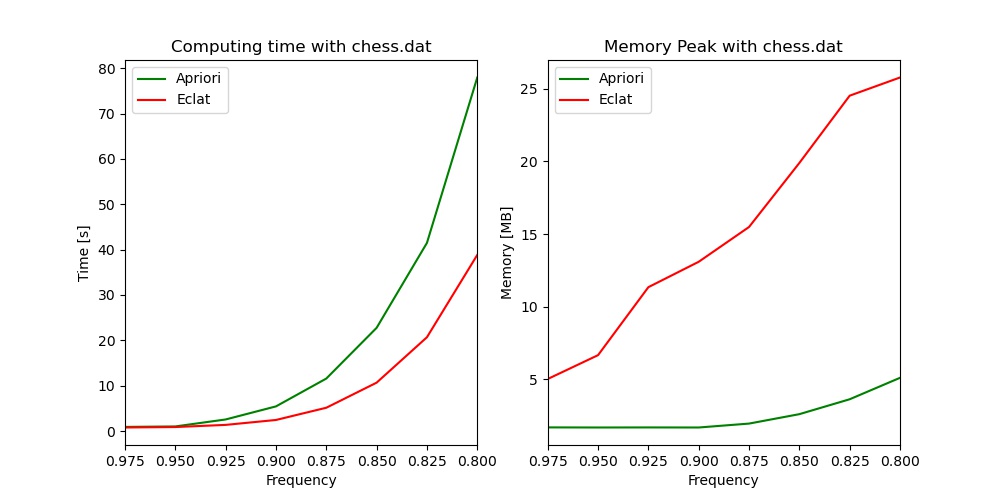 Computing time with chess.dat
Apriori
Eclat
80
70
60
50
40
30
20
10
0
Time [s]
0.975 0.950 0.925 0.900 0.875 0.850 0.825 0.800
Frequency
Memory Peak with chess.dat
Apriori
Eclat
25
20
15
10
5
Memory [MB]
0.975 0.950 0.925 0.900 0.875 0.850 0.825 0.800
Frequency